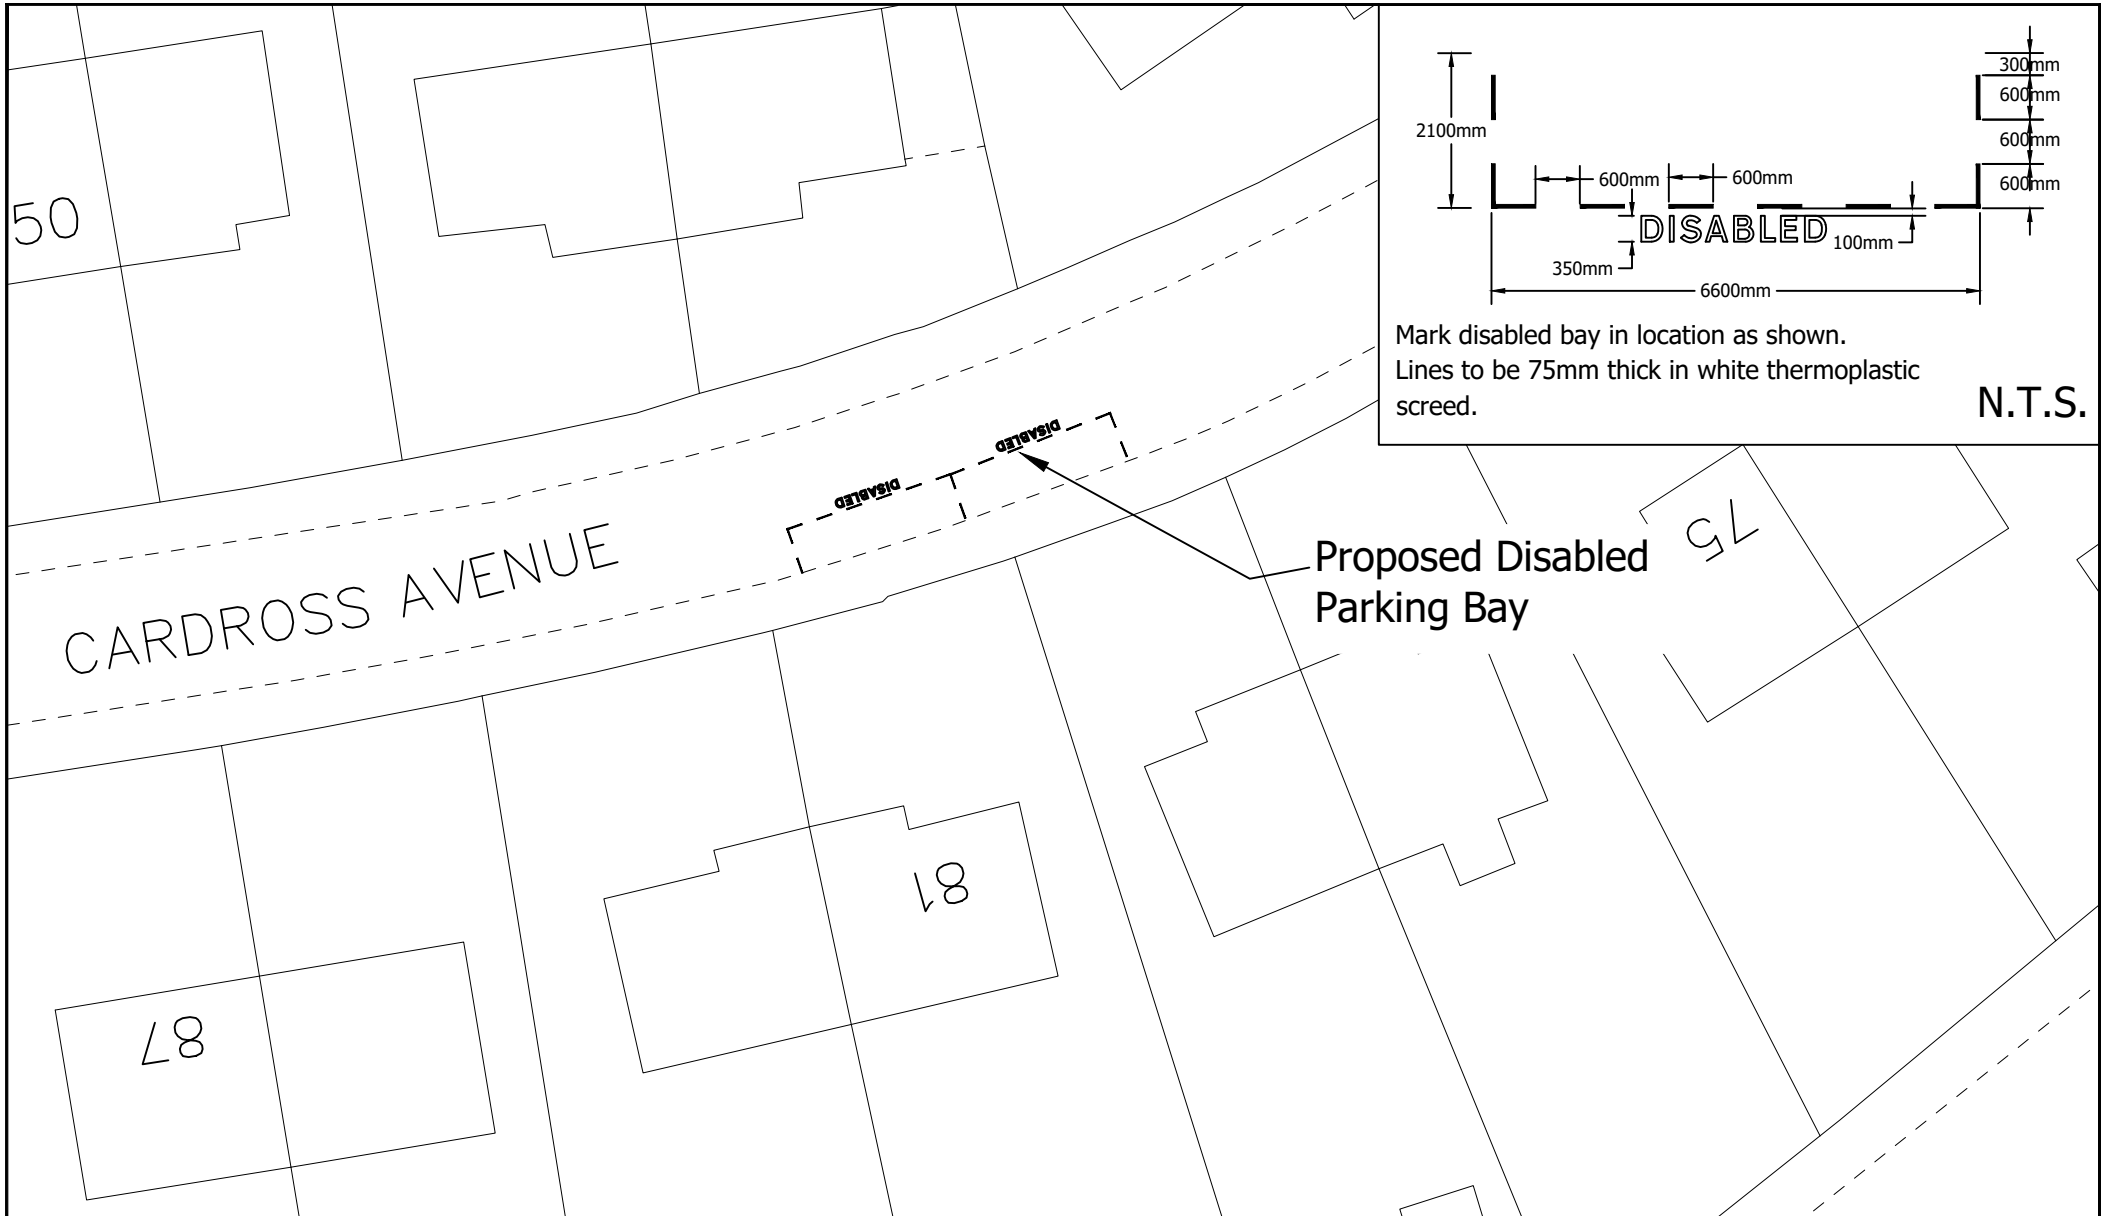 300mm
600mm
2100mm
600mm
600mm
600mm
600mm
DISABLED
100mm
350mm
6600mm
Mark disabled bay in location as shown.
Lines to be 75mm thick in white thermoplastic
screed.
N.T.S.
50
DISABLED
DISABLED
CARDROSS AVENUE
Proposed Disabled
Parking Bay
75
81
87